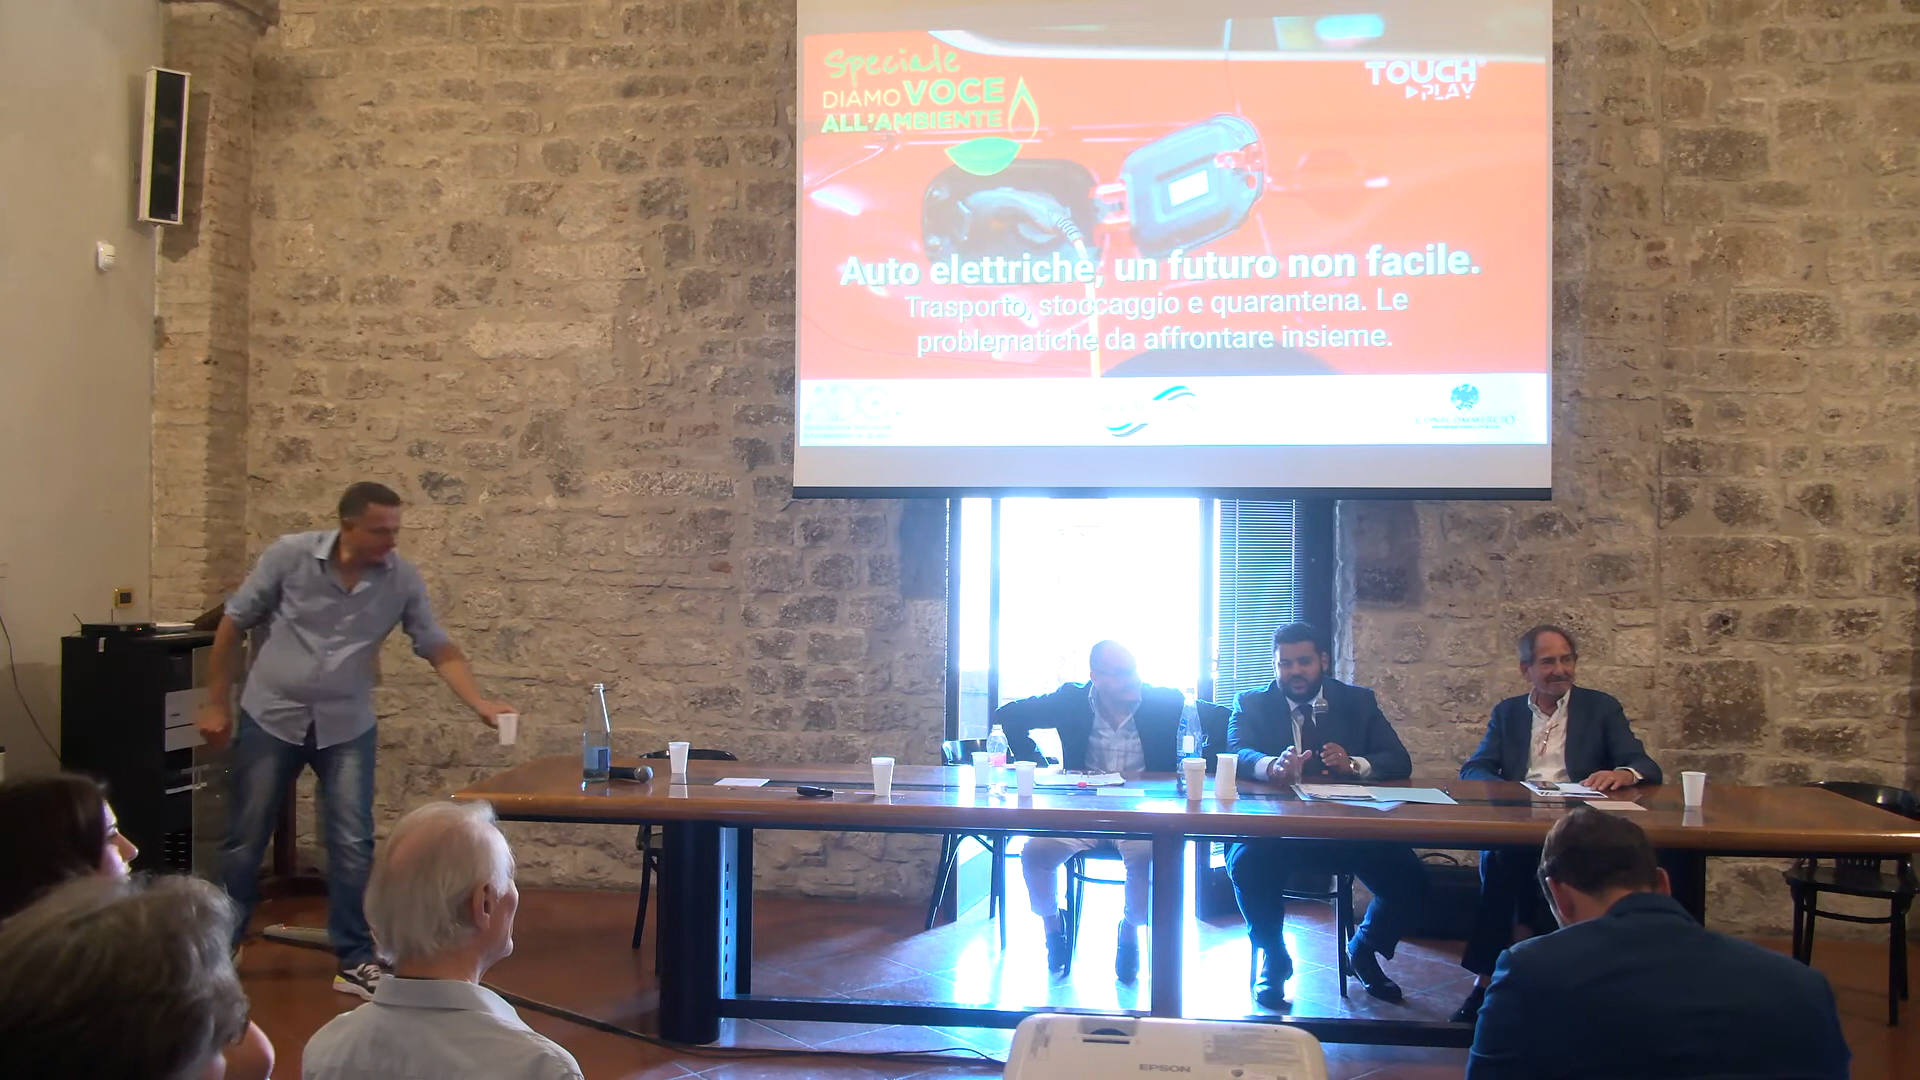 Speciale
DIAMO VOCE
ALL'AMBIENTE
TOUCH
PLAY
Auto elettriche, un futuro non facile.
Trasporto, stoccaggio e quarantena. Le
problematiche da affrontare insieme.
CONFCOMMERCIO
EPSON